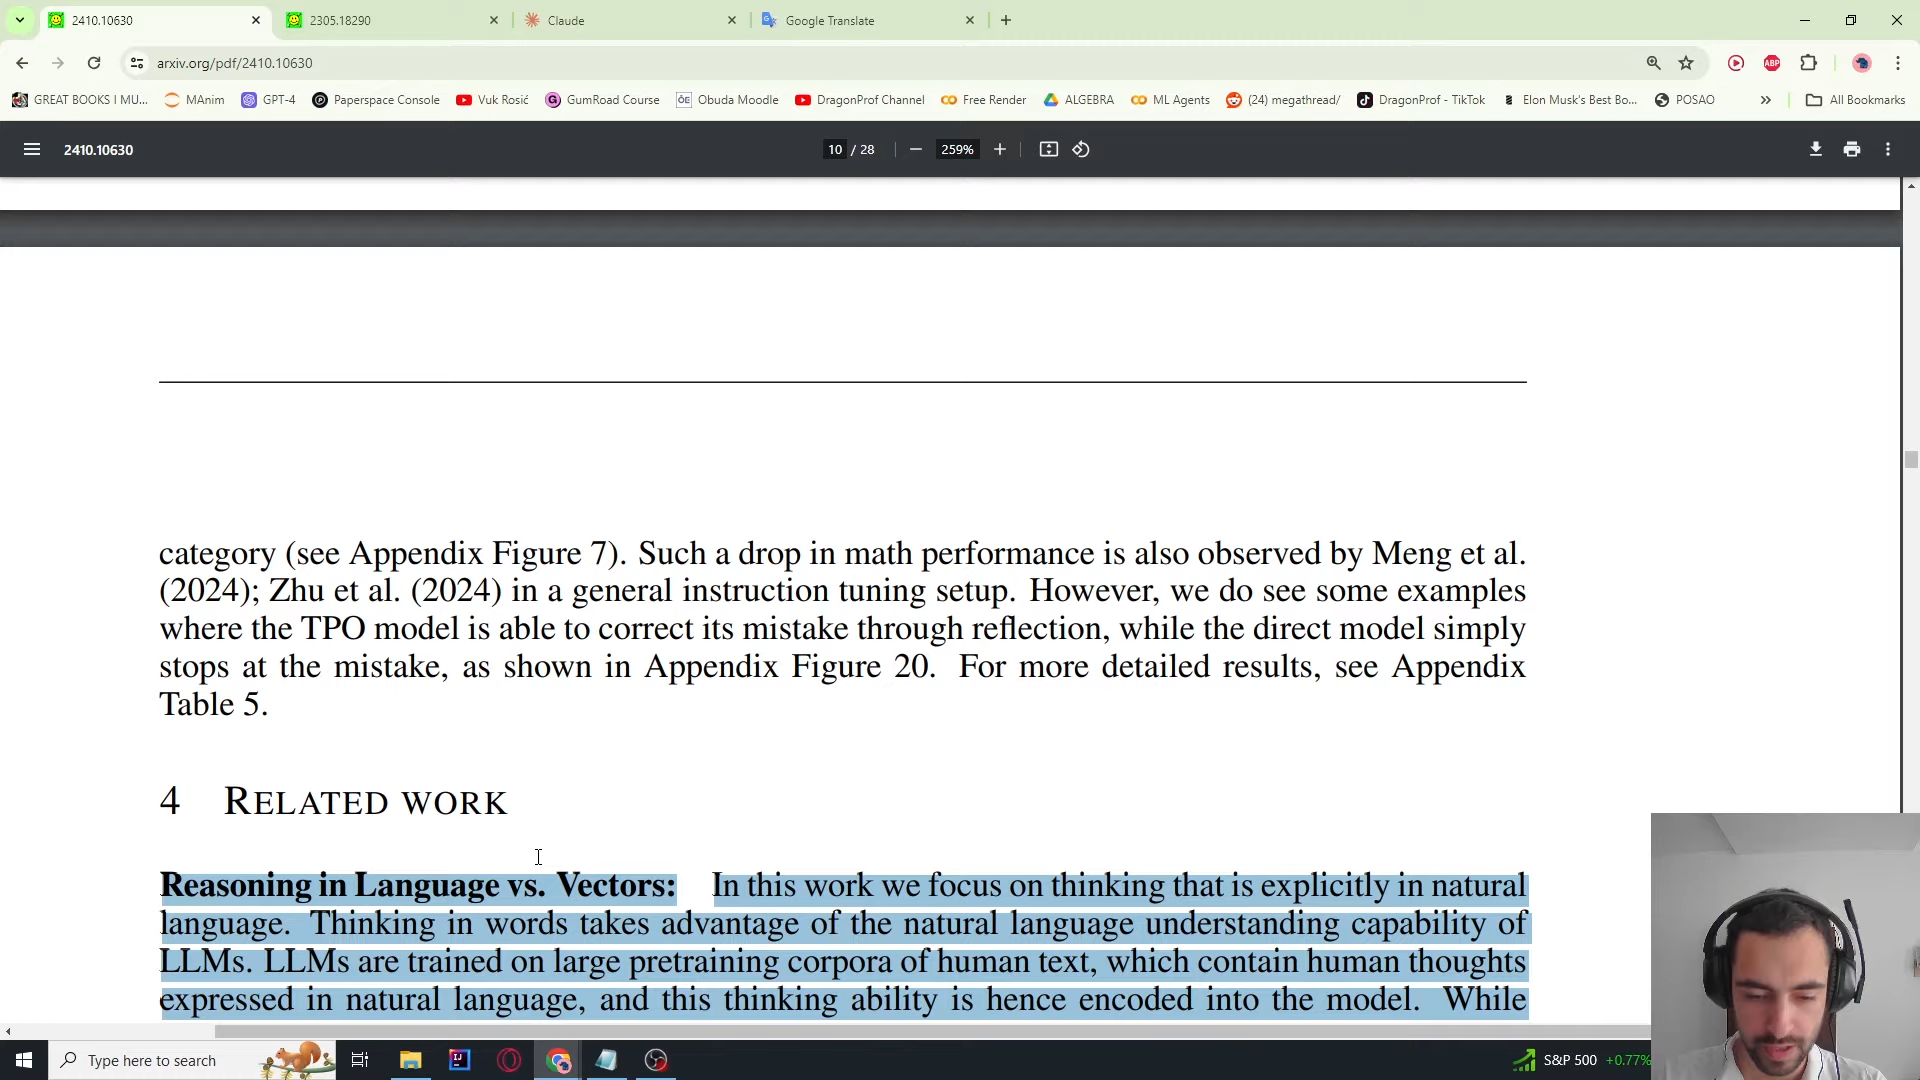 2410.10630
2305.18290
Claude
Google Translate
arxiv.org/pdf/2410.10630
GREAT BOOKS I MU...
MAnim
GPT-4
Paperspace Console
Vuk Rosić
GumRoad Course
Obuda Moodle
DragonProf Channel
Free Render
ALGEBRA
ML Agents
(24) megathread/
DragonProf - TikTok
Elon Musk's Best Bo...
POSAO
All Bookmarks
2410.10630
10 / 28
259%
category (see Appendix Figure 7). Such a drop in math performance is also observed by Meng et al.
(2024); Zhu et al. (2024) in a general instruction tuning setup. However, we do see some examples
where the TPO model is able to correct its mistake through reflection, while the direct model simply
stops at the mistake, as shown in Appendix Figure 20. For more detailed results, see Appendix
Table 5.
4 RELATED WORK
Reasoning in Language vs. Vectors: In this work we focus on thinking that is explicitly in natural
language. Thinking in words takes advantage of the natural language understanding capability of
LLMs. LLMs are trained on large pretraining corpora of human text, which contain human thoughts
expressed in natural language, and this thinking ability is hence encoded into the model. While
Type here to search
S&P 500 +0.77%